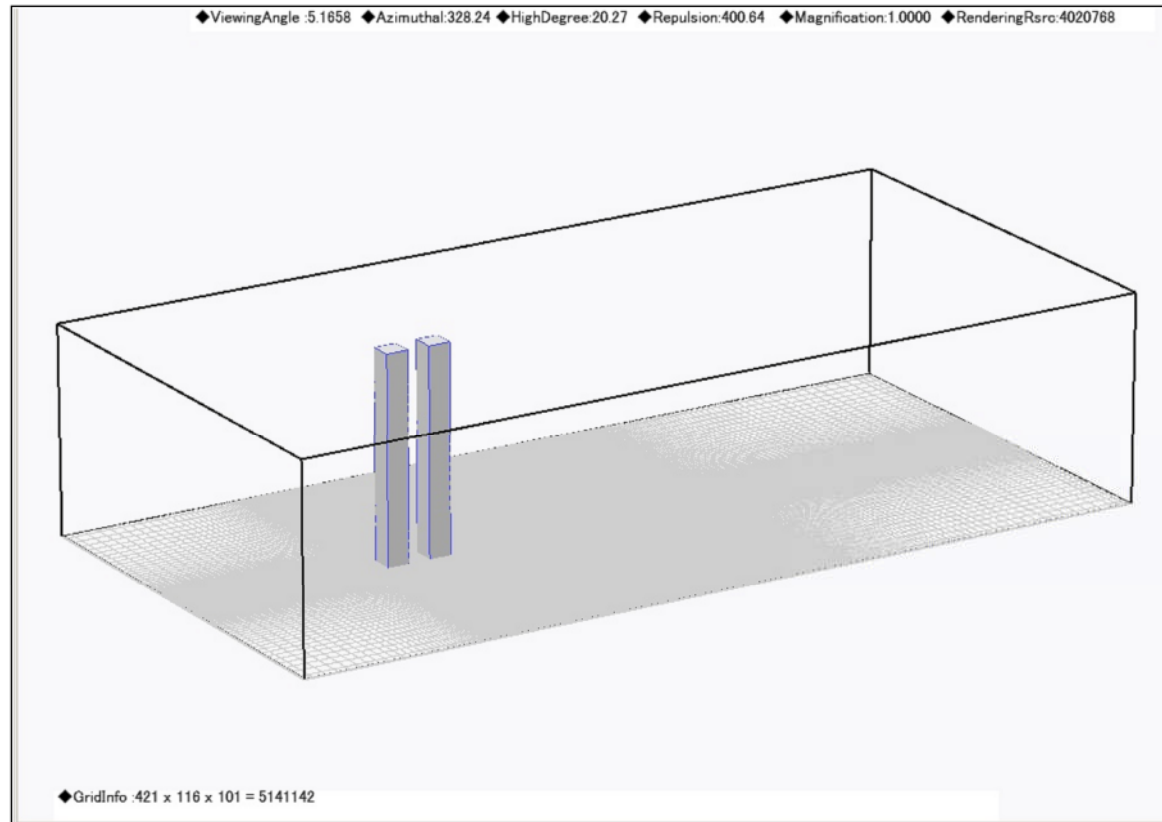 ◆ViewingAngle :5.1658 ◆Azimuthal:328.24 ◆HighDegree:20.27 ◆Repulsion:400.64 ◆Magnification:1.0000 ◆RenderingRsrc:4020768
◆GridInfo :421 x 116 x 101 = 5141142